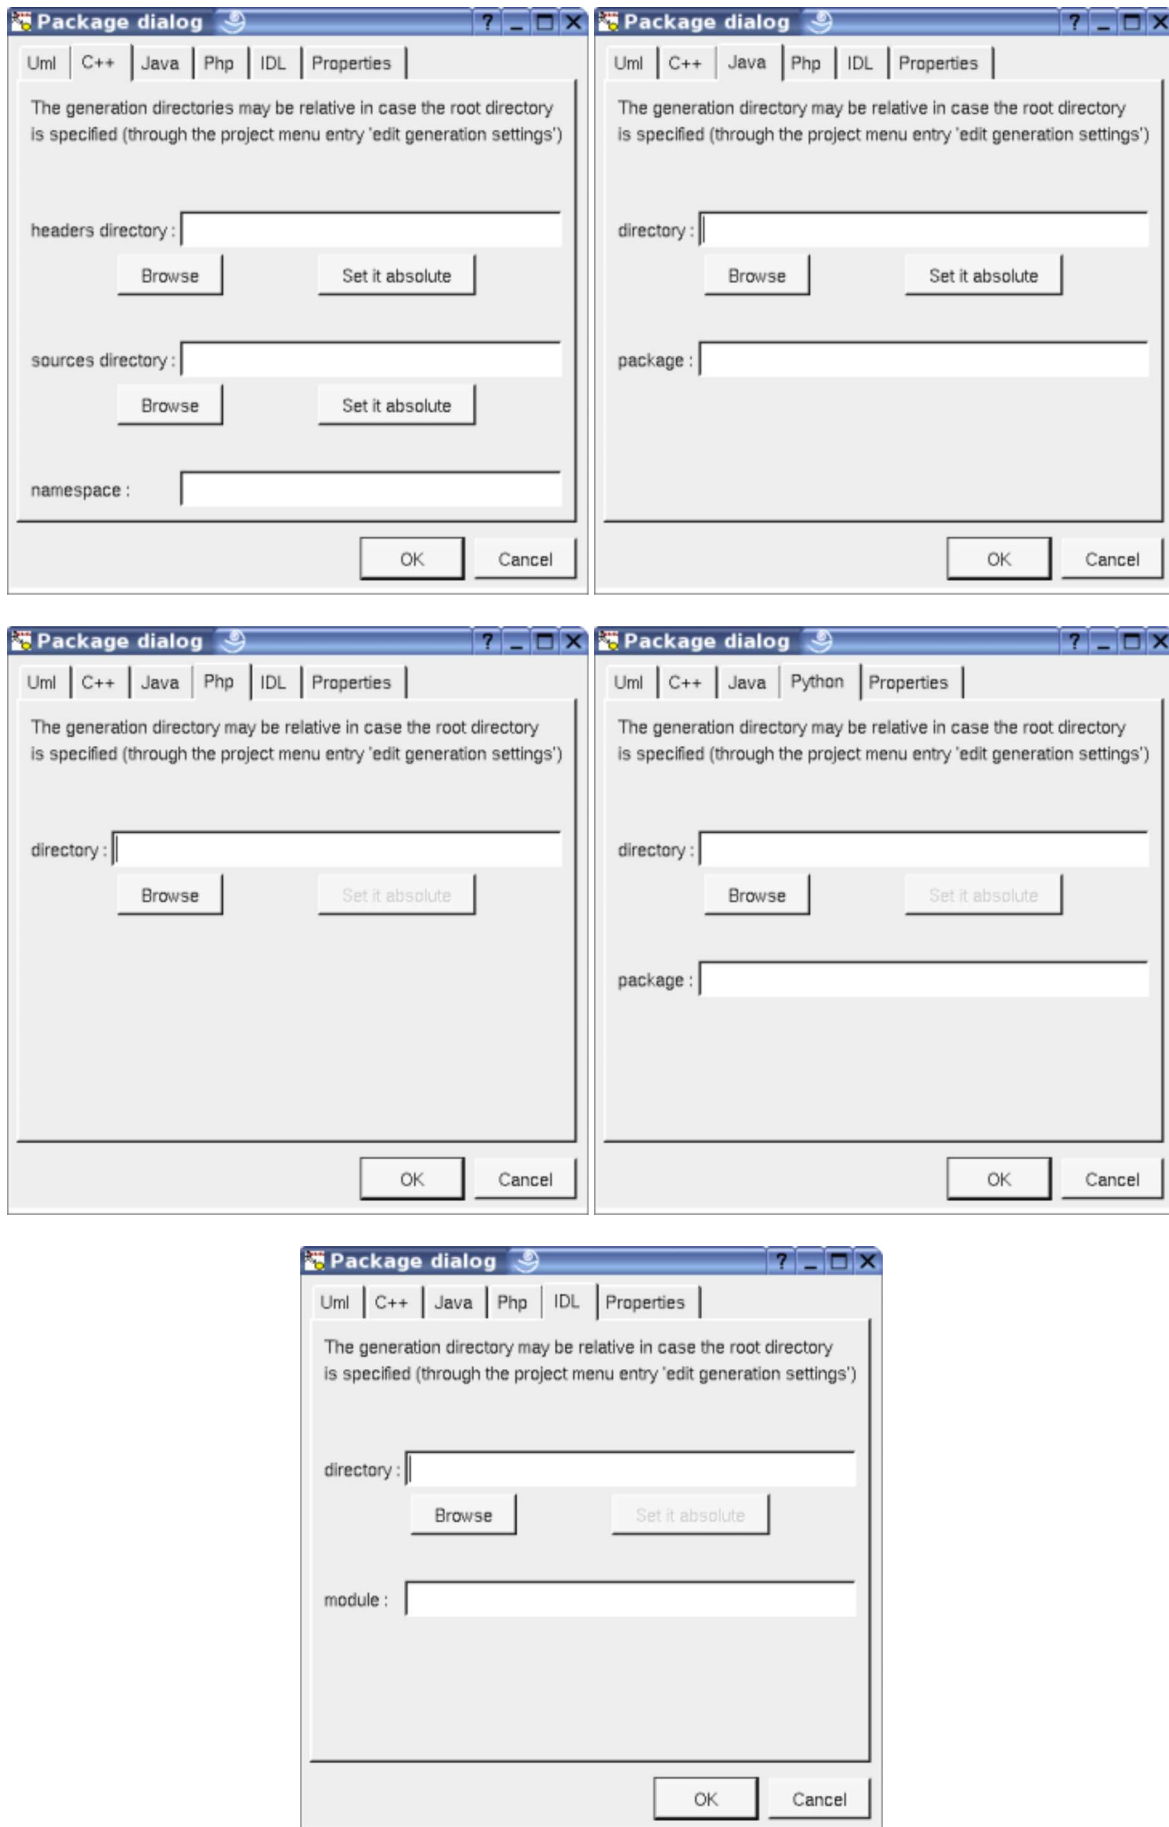 Package dialog
?
Uml C++ Java Php IDL Properties
The generation directories may be relative in case the root directory
is specified (through the project menu entry 'edit generation settings')
headers directory :
Browse Set it absolute
sources directory :
Browse Set it absolute
namespace :
OK Cancel
Package dialog
?
Uml C++ Java Php IDL Properties
The generation directory may be relative in case the root directory
is specified (through the project menu entry 'edit generation settings')
directory :
Browse Set it absolute
package :
OK Cancel
Package dialog
?
Uml C++ Java Php IDL Properties
The generation directory may be relative in case the root directory
is specified (through the project menu entry 'edit generation settings')
directory :
Browse Set it absolute
OK Cancel
Package dialog
?
Uml C++ Java Python Properties
The generation directory may be relative in case the root directory
is specified (through the project menu entry 'edit generation settings')
directory :
Browse Set it absolute
package :
OK Cancel
Package dialog
?
Uml C++ Java Php IDL Properties
The generation directory may be relative in case the root directory
is specified (through the project menu entry 'edit generation settings')
directory :
Browse Set it absolute
module :
OK Cancel